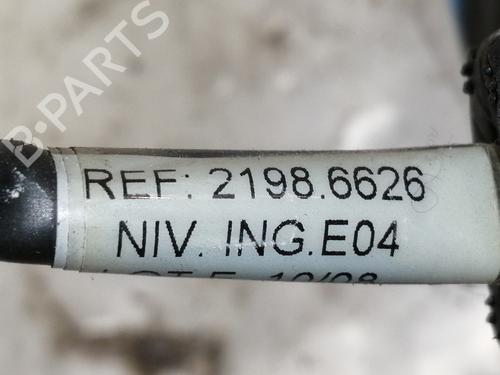 B-PARTS
REF: 2198.6626
NIV. ING.E04